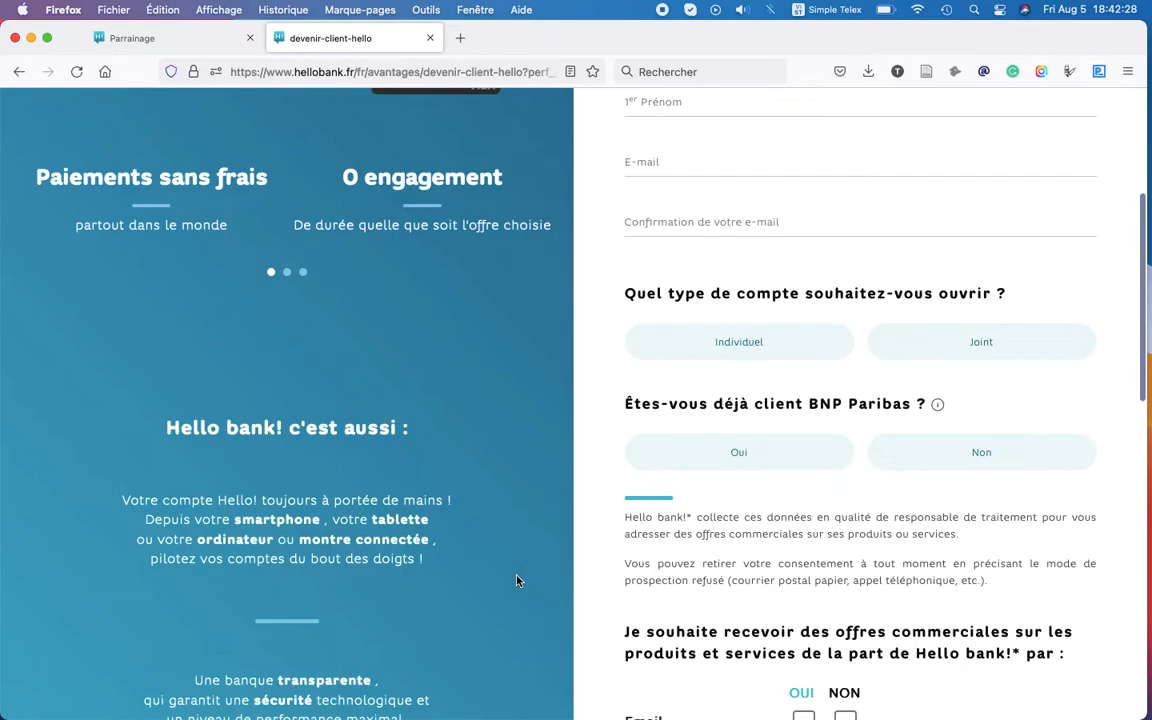 Firefox Fichier Édition Affichage Historique Marque-pages Outils Fenêtre Aide VI ST Simple Telex Fri Aug 5 18:42:28
Parrainage
devenir-client-hello
https://www.hellobank.fr/fr/avantages/devenir-client-hello?perf_
Rechercher
Paiements sans frais
partout dans le monde
0 engagement
De durée quelle que soit l'offre choisie
Hello bank! c'est aussi :
Votre compte Hello! toujours à portée de mains !
Depuis votre smartphone , votre tablette
ou votre ordinateur ou montre connectée ,
pilotez vos comptes du bout des doigts !
Une banque transparente ,
qui garantit une sécurité technologique et
un niveau de performance maximal
1er Prénom
E-mail
Confirmation de votre e-mail
Quel type de compte souhaitez-vous ouvrir ?
Individuel
Joint
Êtes-vous déjà client BNP Paribas ?
Oui
Non
Hello bank!* collecte ces données en qualité de responsable de traitement pour vous
adresser des offres commerciales sur ses produits ou services.
Vous pouvez retirer votre consentement à tout moment en précisant le mode de
prospection refusé (courrier postal papier, appel téléphonique, etc.).
Je souhaite recevoir des offres commerciales sur les
produits et services de la part de Hello bank!* par :
OUI NON
Email